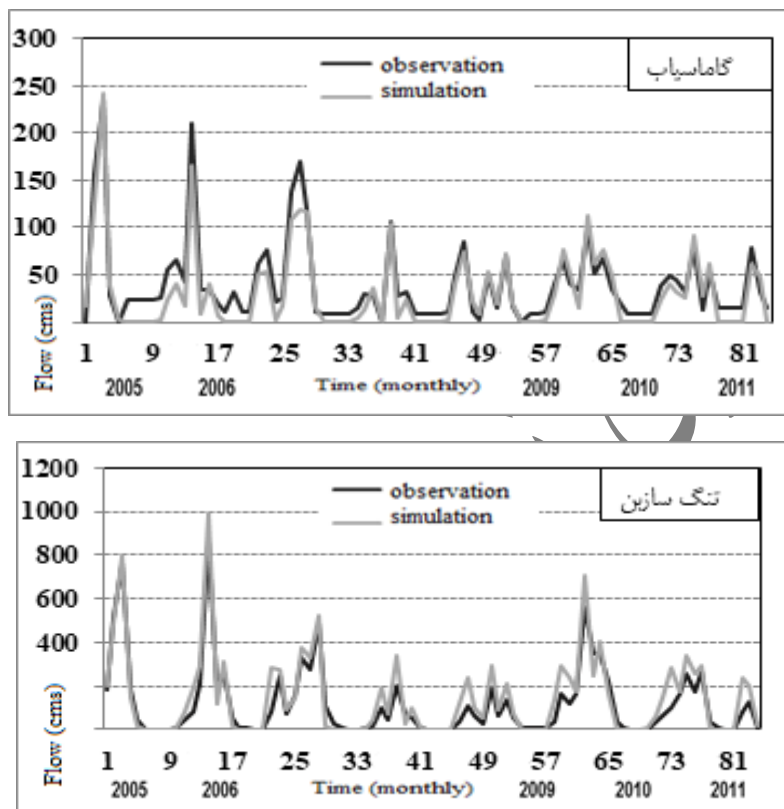 300
گاماسیاب
observation
simulation
250
200
150
100
50
Flow (cms)
1 9 17 25 33 41 49 57 65 73 81
2005 2006 Time (monthly) 2009 2010 2011
1200
تنگ سازبن
observation
simulation
1000
800
600
400
Flow (cms)
1 9 17 25 33 41 49 57 65 73 81
2005 2006 Time (monthly) 2009 2010 2011